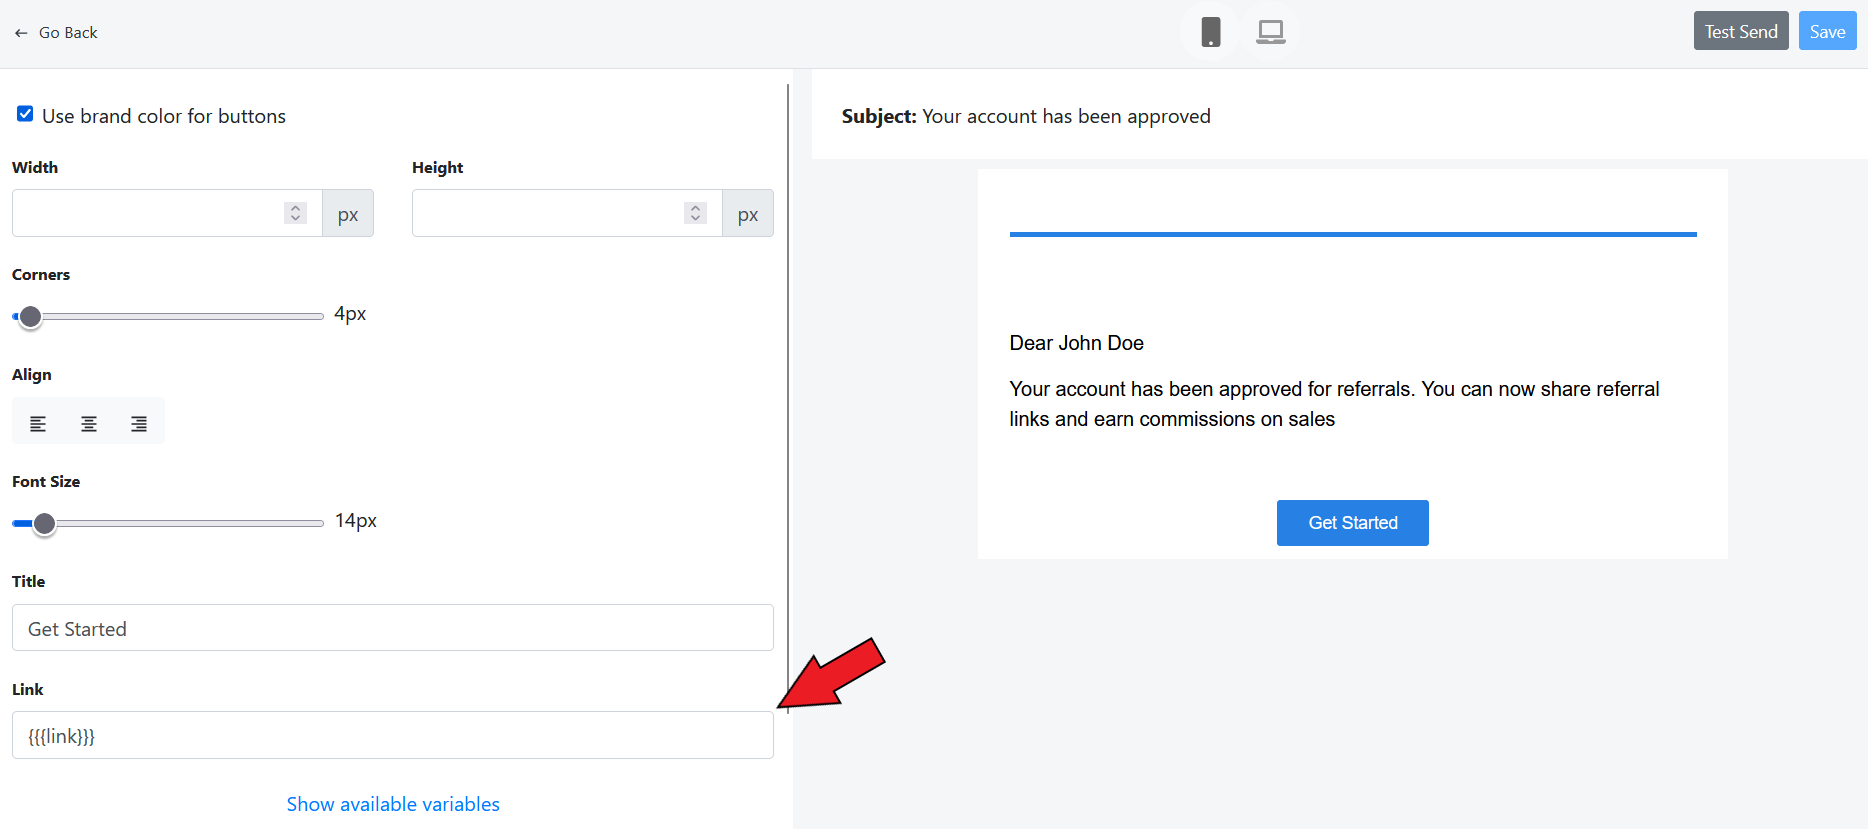 Go Back
Test Send
Save
Use brand color for buttons
Width
Height
px
px
Corners
4px
Align
Font Size
14px
Title
Get Started
Link
{{{link}}}
Show available variables
Subject: Your account has been approved
Dear John Doe
Your account has been approved for referrals. You can now share referral
links and earn commissions on sales
Get Started